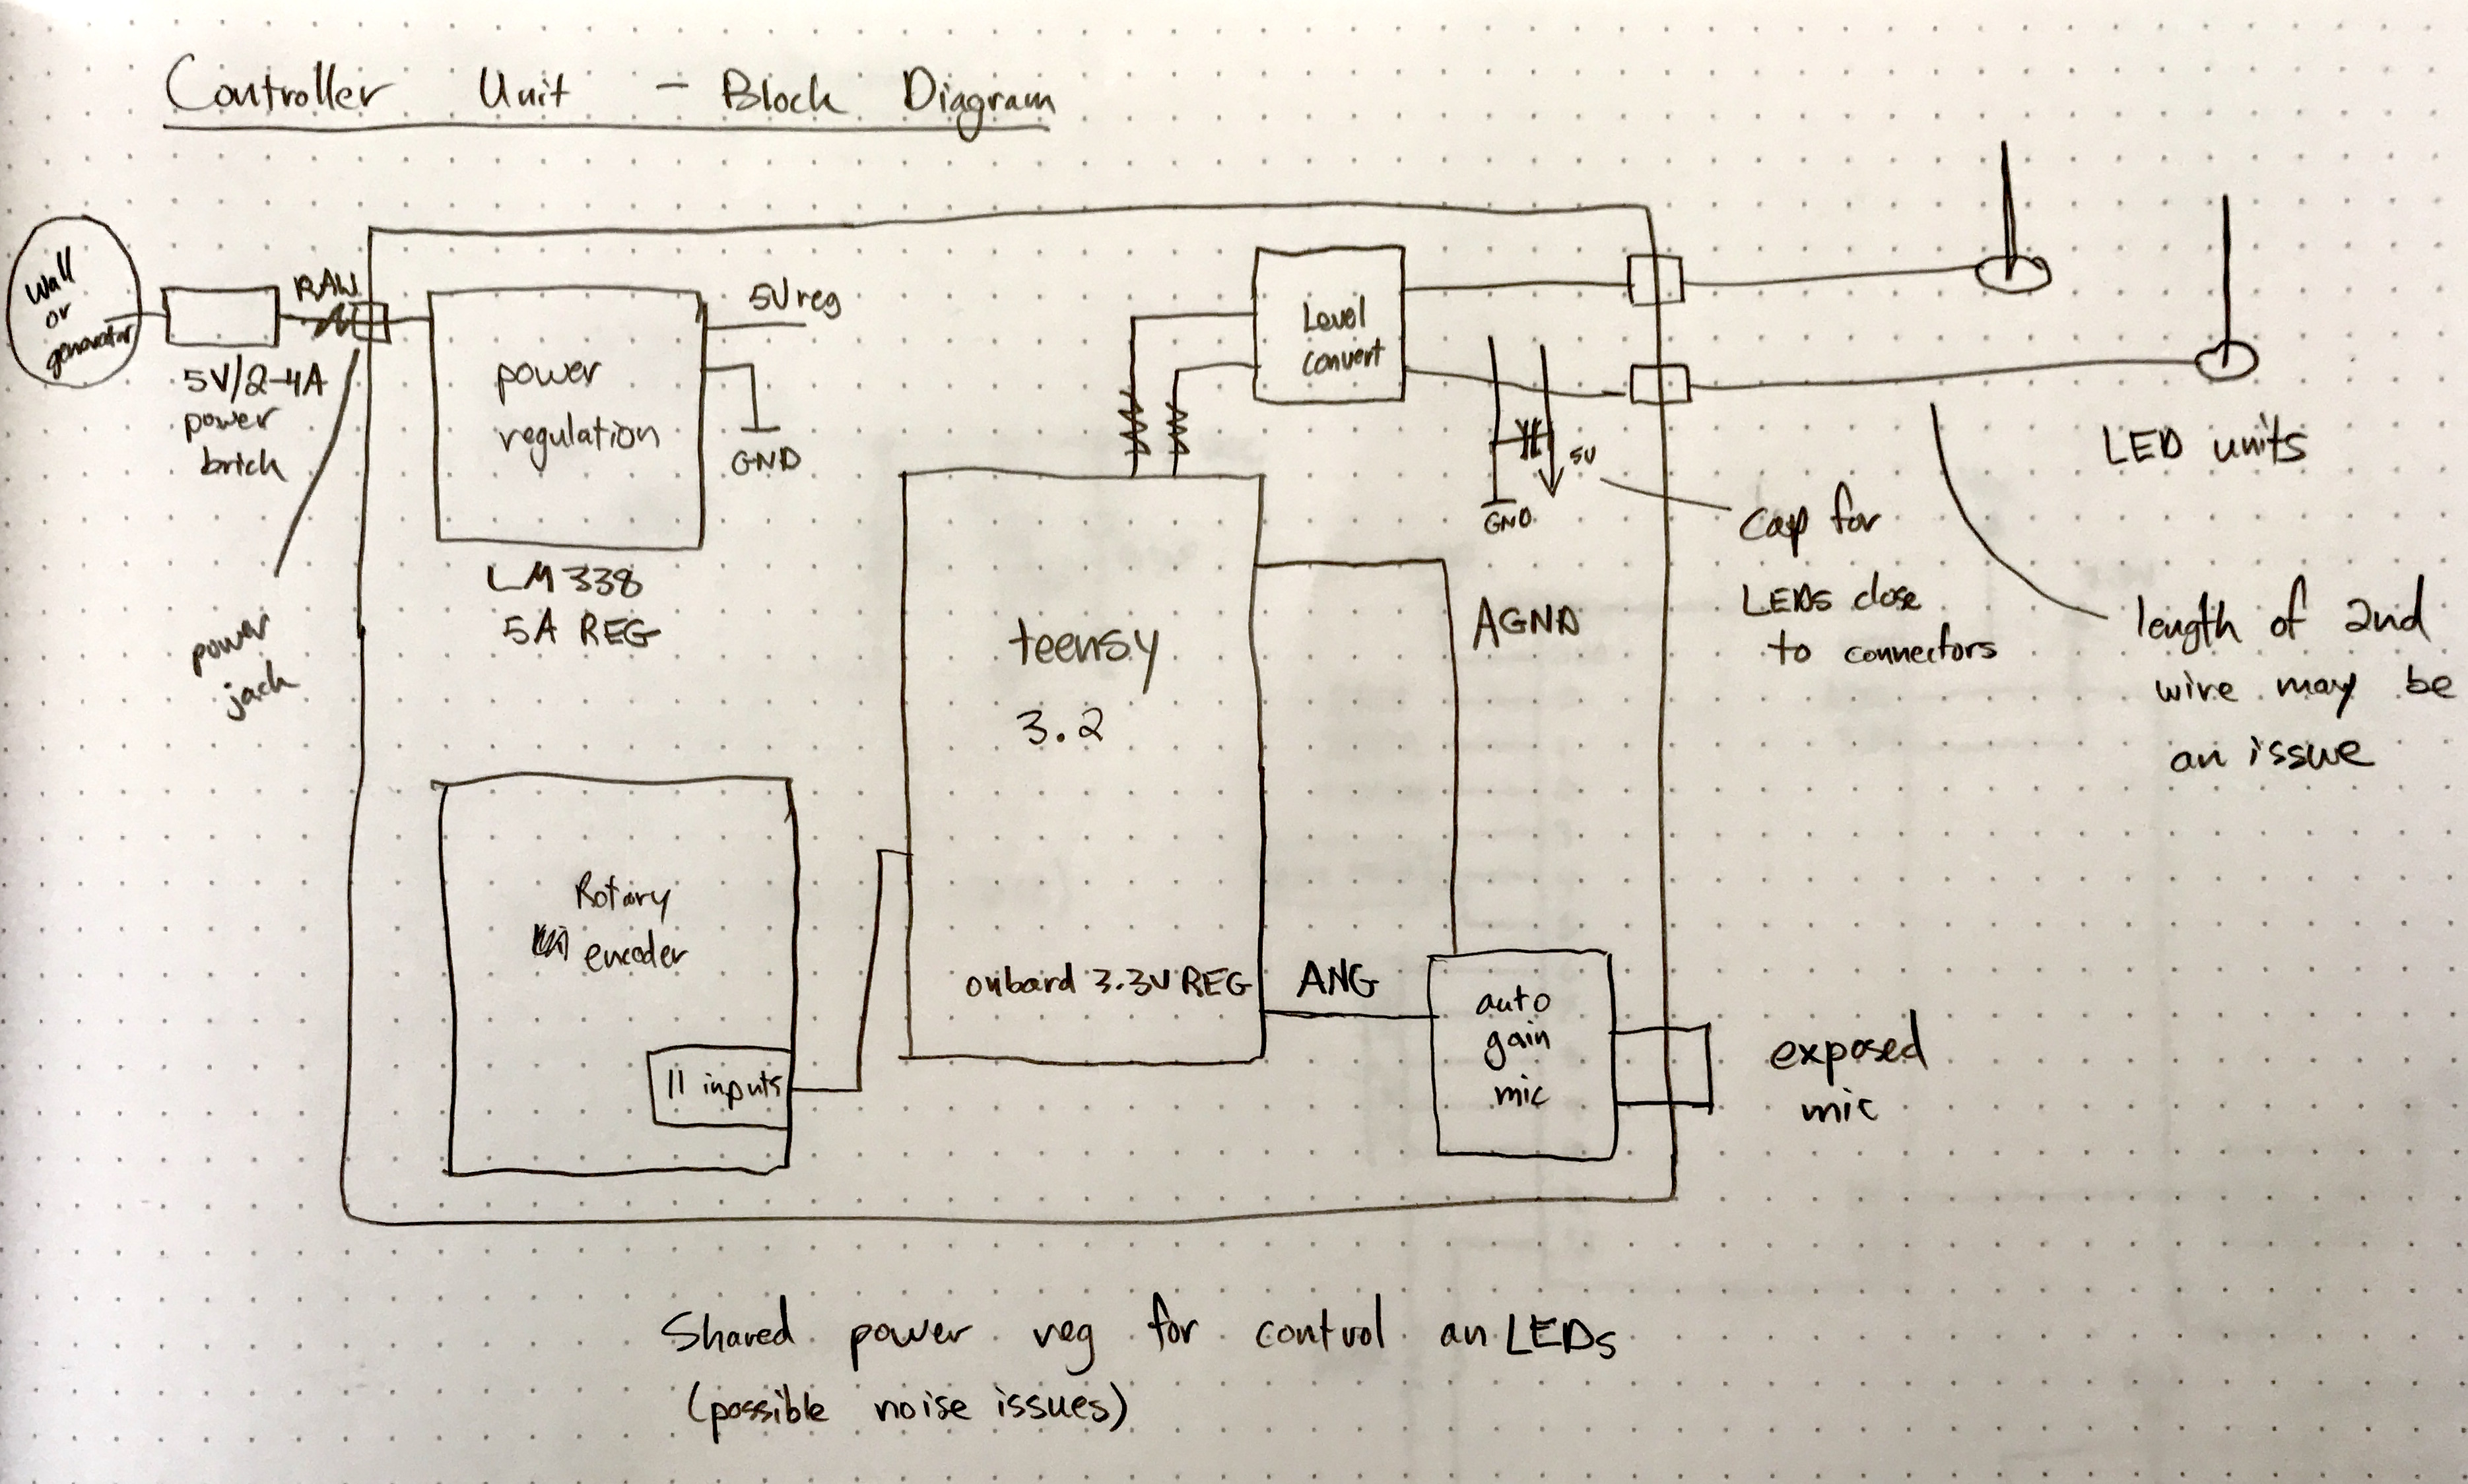 Controller Unit - Block Diagram
Wall
or
generator
RAW
5V/2-4A
power
brick
power
jack
power
regulation
5V reg
GND
LM338
5A REG
Level
convert
5V
GND
Cap for
LEDs close
to connectors
LED units
length of 2nd
wire may be
an issue
teensy
3.2
onboard 3.3V REG
AGND
ANG
Rotary
encoder
11 inputs
auto
gain
mic
exposed
mic
Shared power reg for control an LEDs
(possible noise issues)